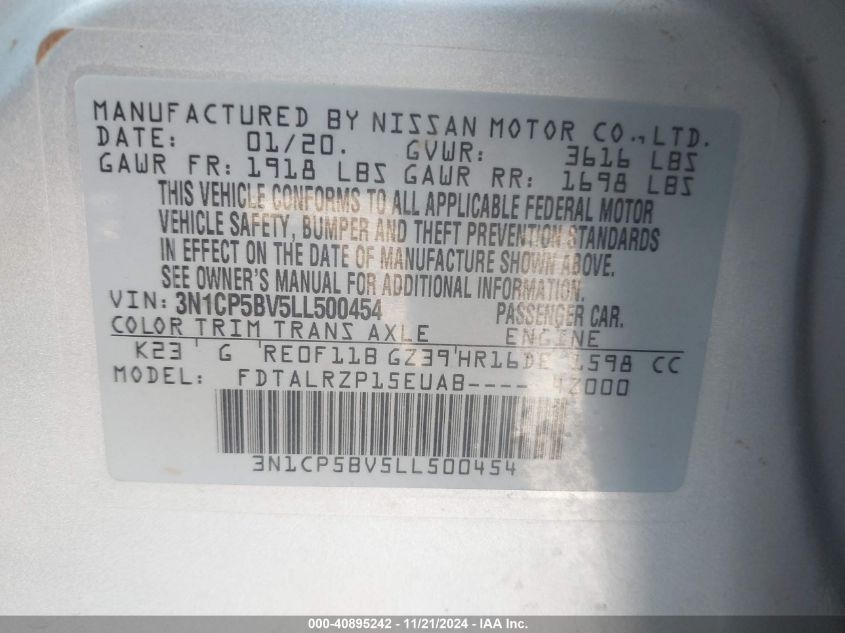 MANUFACTURED BY NISSAN MOTOR CO., LTD.
DATE: 01/20. GVWR: 3616 LBS
GAWR FR: 1918 LBS GAWR RR: 1698 LBS
THIS VEHICLE CONFORMS TO ALL APPLICABLE FEDERAL MOTOR
VEHICLE SAFETY, BUMPER AND THEFT PREVENTION STANDARDS
IN EFFECT ON THE DATE OF MANUFACTURE SHOWN ABOVE.
SEE OWNER'S MANUAL FOR ADDITIONAL INFORMATION.
VIN: 3N1CP5BV5LL500454 PASSENGER CAR.
COLOR TRIM TRANS AXLE ENGINE
K23 G RE0F11B GZ39 HR16DE 1598 CC
MODEL: FDTALRZP15EUAB---- 4Z000
3N1CP5BV5LL500454
000-40895242 - 11/21/2024 - IAA Inc.